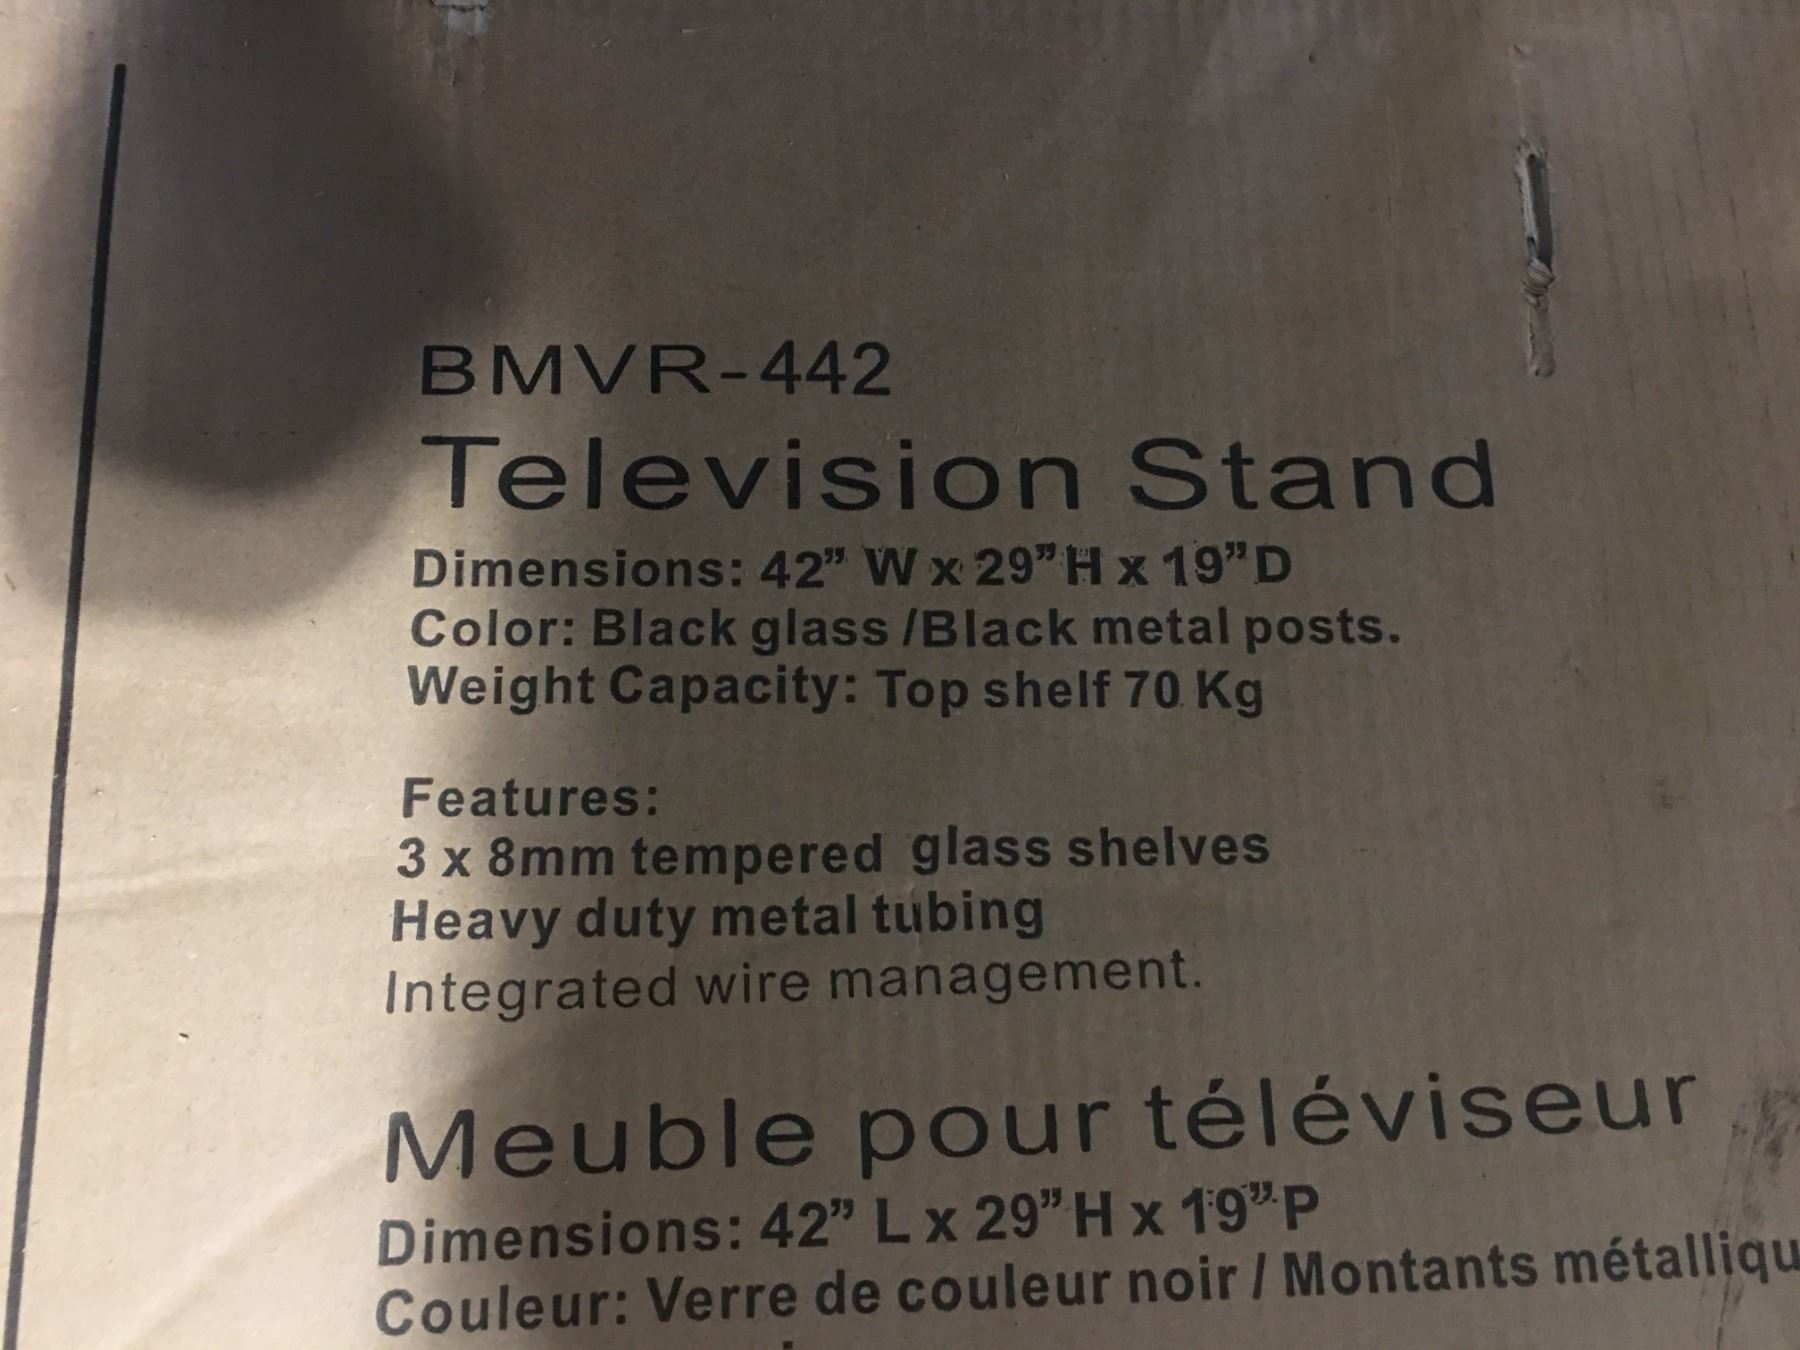 BMVR-442
Television Stand
Dimensions: 42” W x 29”H x 19”D
Color: Black glass /Black metal posts.
Weight Capacity: Top shelf 70 Kg
Features:
3 x 8mm tempered glass shelves
Heavy duty metal tubing
Integrated wire management.
Meuble pour téléviseur
Dimensions: 42” L x 29”H x 19”P
Couleur: Verre de couleur noir / Montants métalliqu